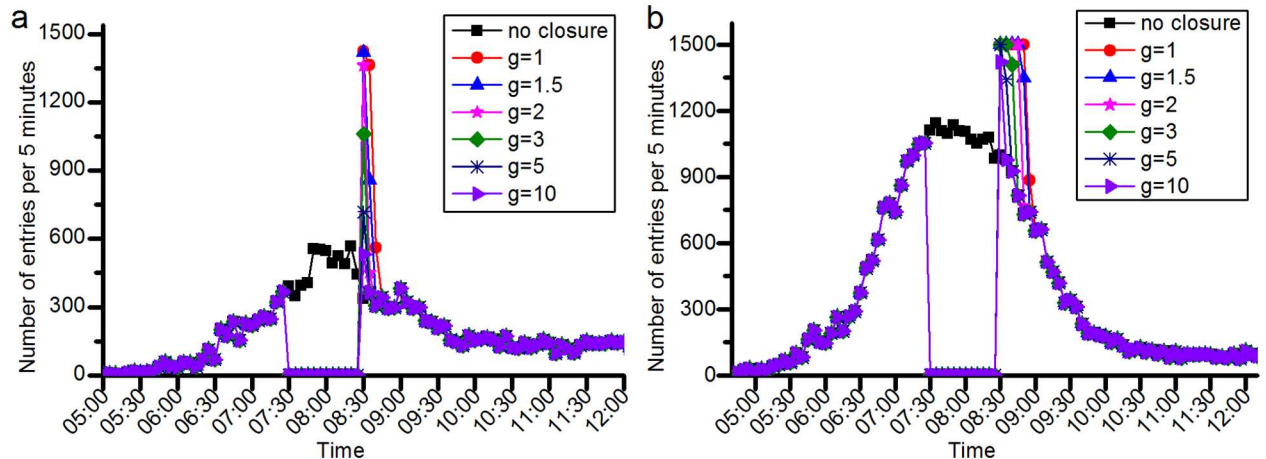 a
Number of entries per 5 minutes
1500
1200
900
600
300
0
no closure
g=1
g=1.5
g=2
g=3
g=5
g=10
05:00
05:30
06:00
06:30
07:00
07:30
08:00
08:30
09:00
09:30
10:00
10:30
11:00
11:30
12:00
Time
b
Number of entries per 5 minutes
1500
1200
900
600
300
0
no closure
g=1
g=1.5
g=2
g=3
g=5
g=10
05:00
05:30
06:00
06:30
07:00
07:30
08:00
08:30
09:00
09:30
10:00
10:30
11:00
11:30
12:00
Time